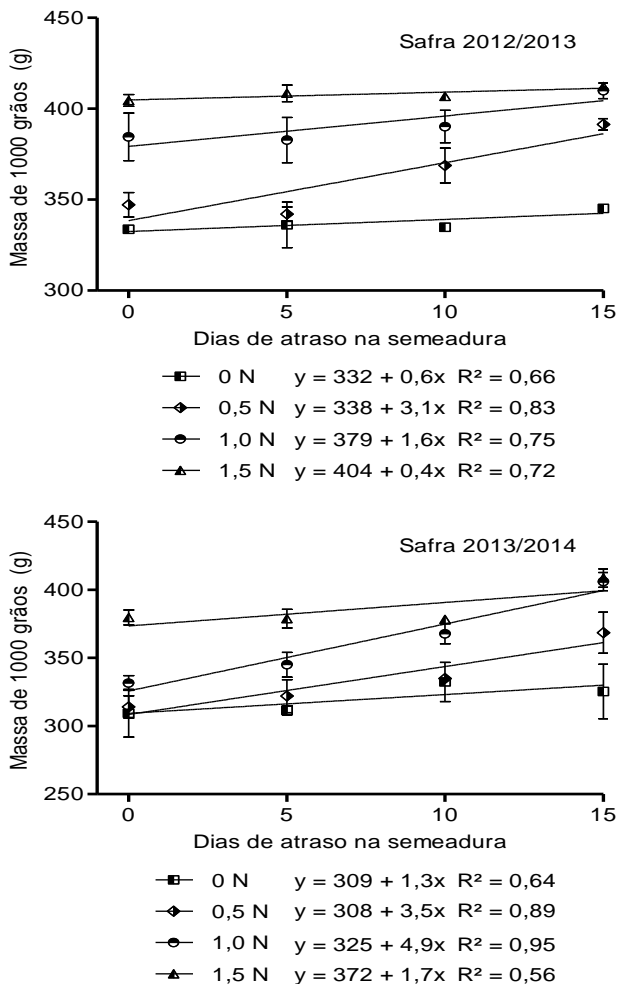 Safra 2012/2013
Massa de 1000 grãos (g)
450
400
350
300
0 5 10 15
Dias de atraso na semeadura
0 N y = 332 + 0,6x R² = 0,66
0,5 N y = 338 + 3,1x R² = 0,83
1,0 N y = 379 + 1,6x R² = 0,75
1,5 N y = 404 + 0,4x R² = 0,72
Safra 2013/2014
Massa de 1000 grãos (g)
450
400
350
300
250
0 5 10 15
Dias de atraso na semeadura
0 N y = 309 + 1,3x R² = 0,64
0,5 N y = 308 + 3,5x R² = 0,89
1,0 N y = 325 + 4,9x R² = 0,95
1,5 N y = 372 + 1,7x R² = 0,56